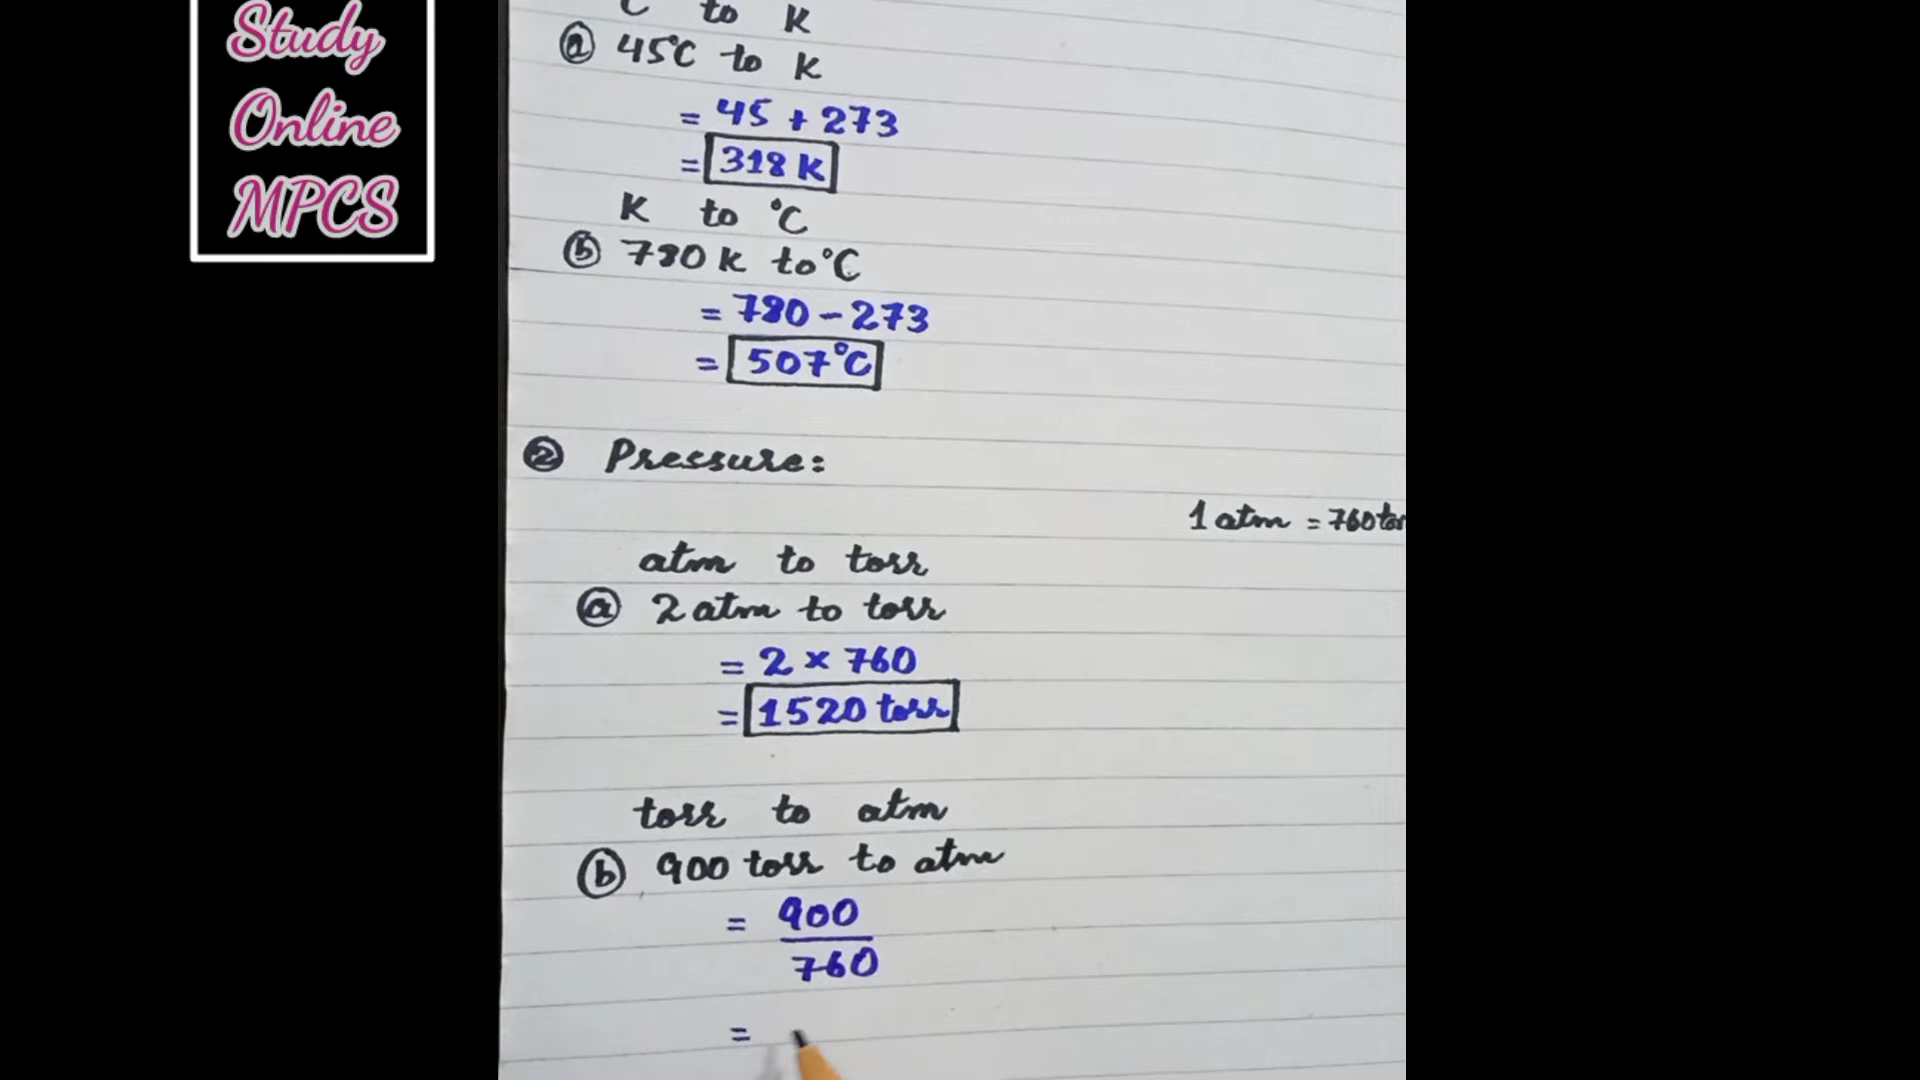 Study
Online
MPCS
°C to K
ⓐ 45°C to K
= 45 + 273
= 318 K
K to °C
ⓑ 780 K to °C
= 780 - 273
= 507°C
② Pressure:
1 atm = 760 tor
atm to torr
ⓐ 2 atm to torr
= 2 × 760
= 1520 torr
torr to atm
ⓑ 900 torr to atm
= 900
760
=